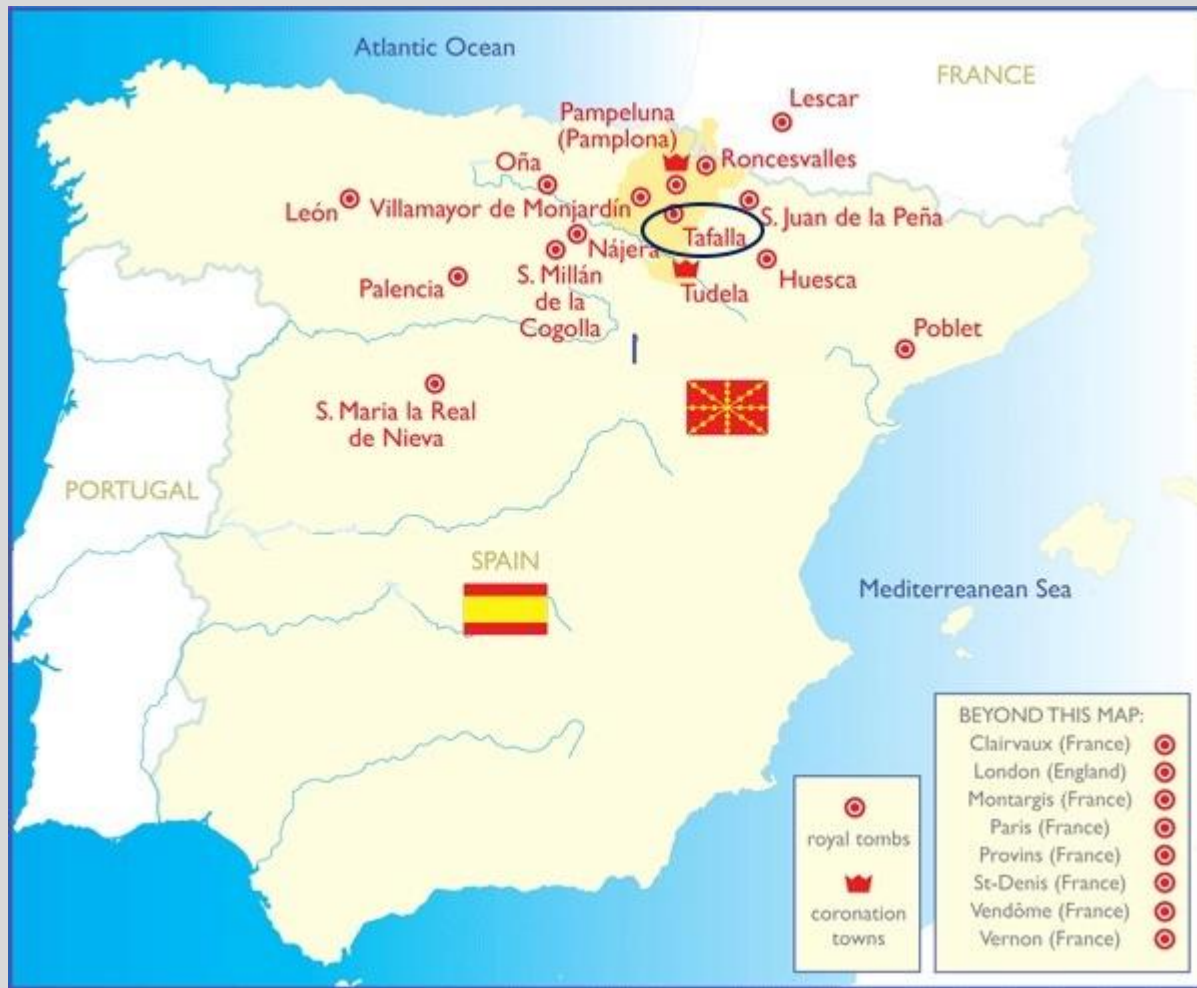 Atlantic Ocean
FRANCE
Lescar
Pampeluna
(Pamplona)
Roncesvalles
Oña
León
Villamayor de Monjardín
S. Juan de la Peña
Tafalla
Nájera
Huesca
Palencia
S. Millán
de la
Cogolla
Tudela
Poblet
S. Maria la Real
de Nieva
PORTUGAL
SPAIN
Mediterreanean Sea
BEYOND THIS MAP:
Clairvaux (France)
London (England)
Montargis (France)
Paris (France)
Provins (France)
St-Denis (France)
Vendôme (France)
Vernon (France)
royal tombs
coronation
towns